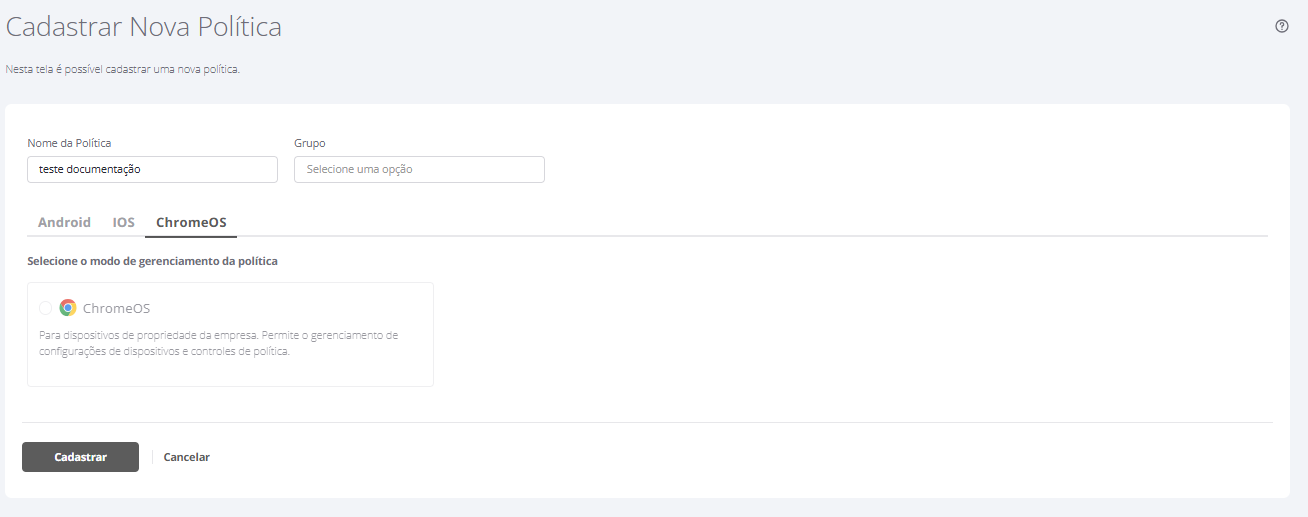 Cadastrar Nova Política
Nesta tela é possível cadastrar uma nova política.
Nome da Política
Grupo
teste documentação
Selecione uma opção
Android IOS ChromeOS
Selecione o modo de gerenciamento da política
ChromeOS
Para dispositivos de propriedade da empresa. Permite o gerenciamento de
configurações de dispositivos e controles de política.
Cadastrar
Cancelar